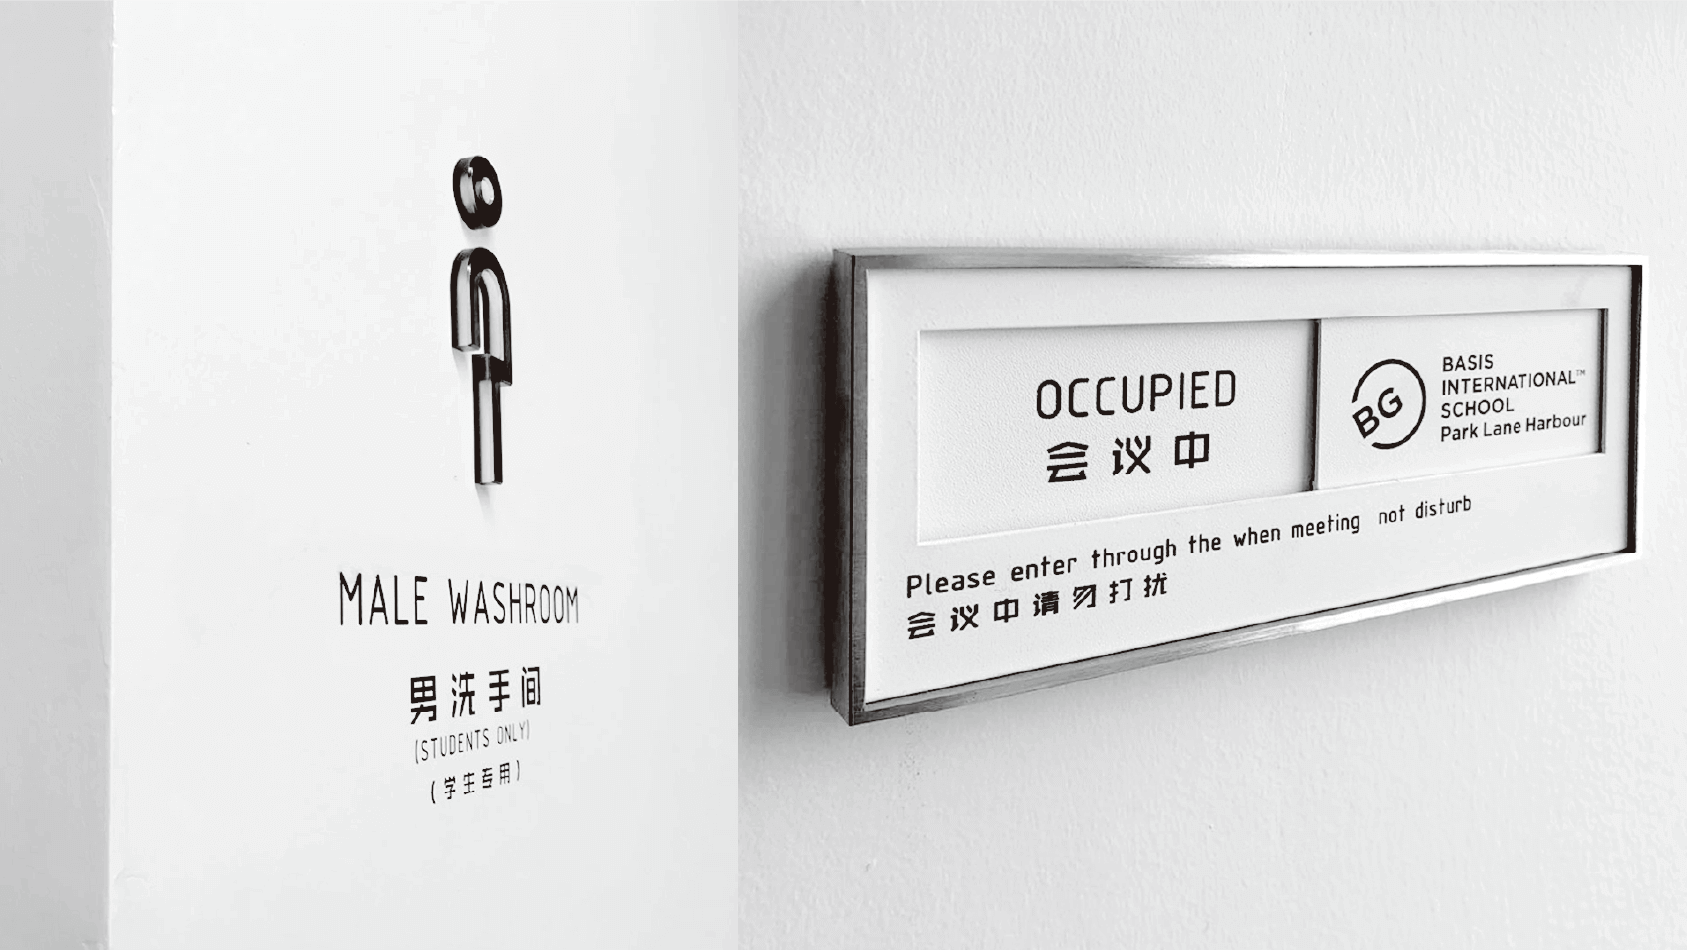 MALE WASHROOM
男洗手间
(STUDENTS ONLY)
(学生专用)
OCCUPIED
会议中
BG
BASIS
INTERNATIONAL™
SCHOOL
Park Lane Harbour
Please enter through the when meeting not disturb
会议中请勿打扰